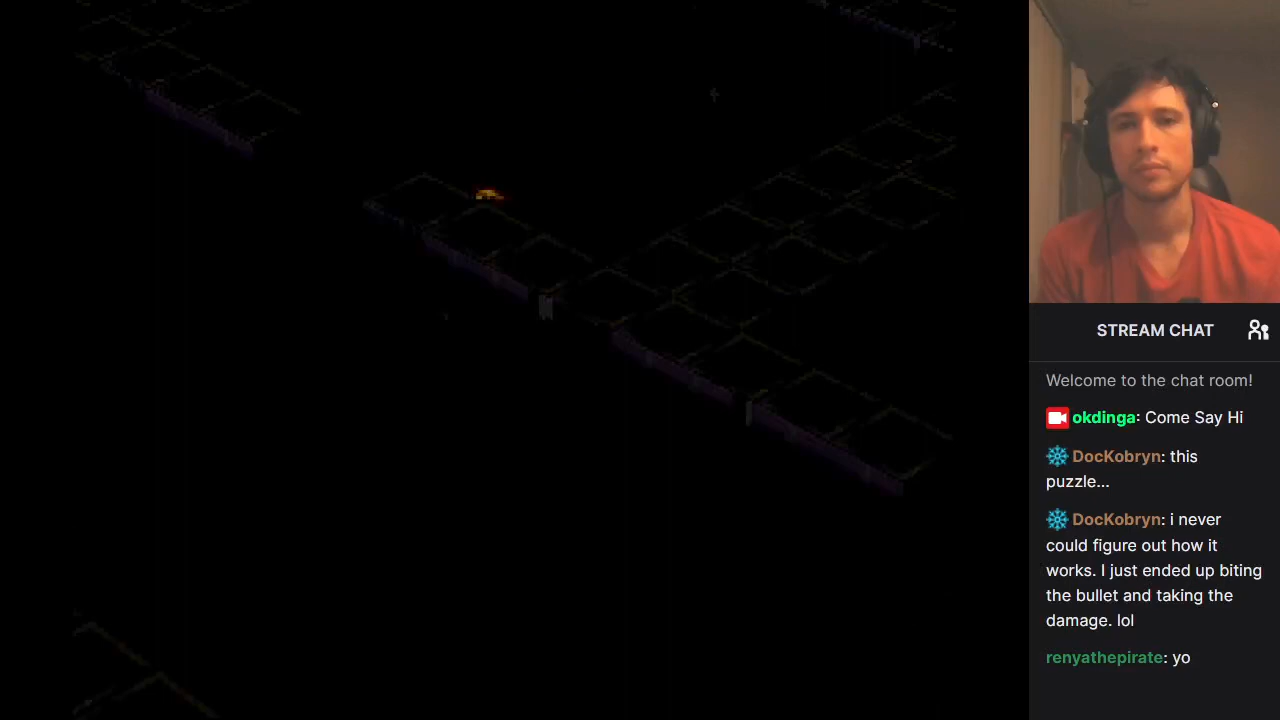 STREAM CHAT
Welcome to the chat room!
okdinga: Come Say Hi
DocKobryn: this
puzzle...
DocKobryn: i never
could figure out how it
works. I just ended up biting
the bullet and taking the
damage. lol
renyathepirate: yo